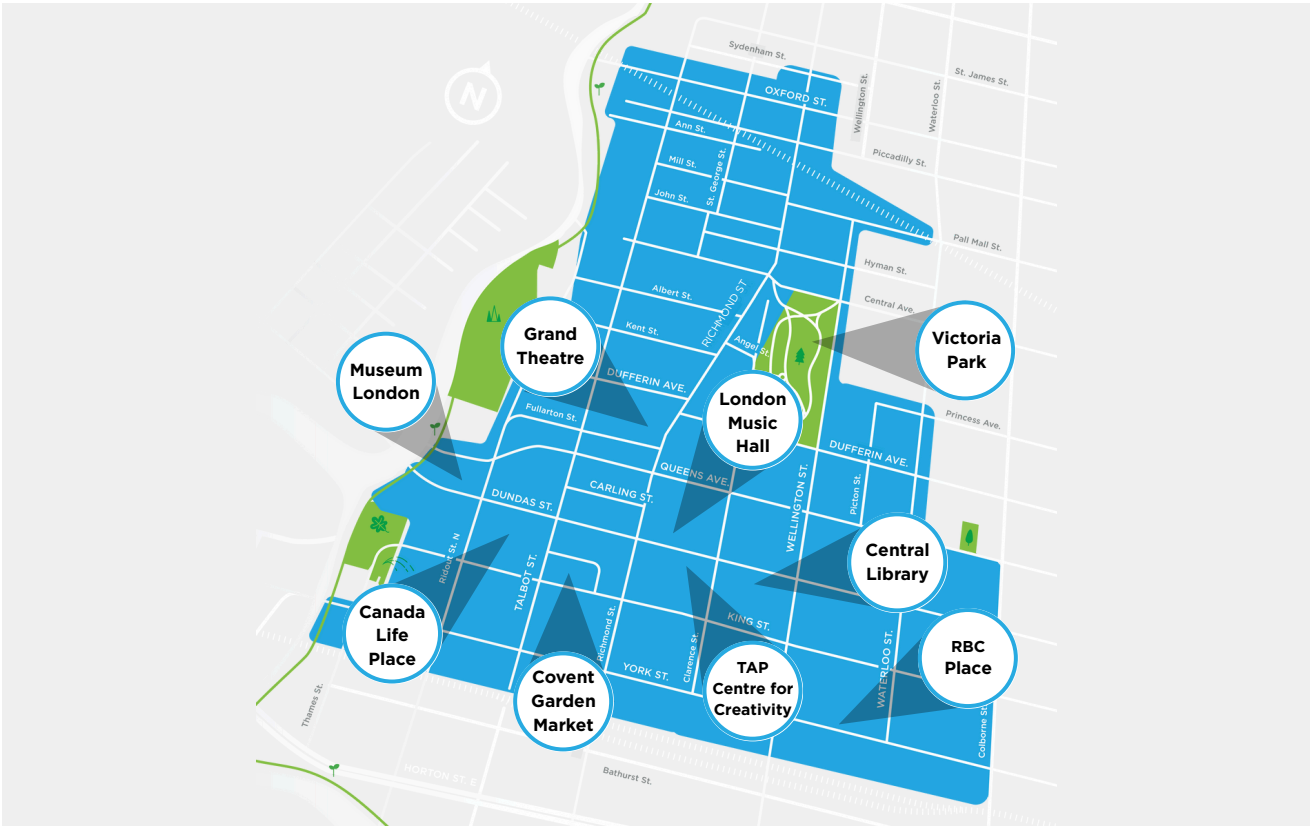 Sydenham St.
St. James St.
OXFORD ST.
Wellington St.
Waterloo St.
N
Ann St.
Piccadilly St.
Mill St.
St. George St.
John St.
Pall Mall St.
Hyman St.
Albert St.
RICHMOND ST
Central Ave.
Kent St.
Angel St.
Grand
Theatre
Victoria
Park
Museum
London
DUFFERIN AVE.
London
Music
Hall
Fullarton St.
Princess Ave.
DUFFERIN AVE.
QUEENS AVE.
CARLING ST.
DUNDAS ST.
WELLINGTON ST.
Picton St.
Central
Library
Ridout St. N
TALBOT ST.
Canada
Life
Place
Richmond St.
KING ST.
Clarence St.
WATERLOO ST.
RBC
Place
YORK ST.
Covent
Garden
Market
TAP
Centre for
Creativity
Thames St.
Colborne St.
HORTON ST. E
Bathurst St.